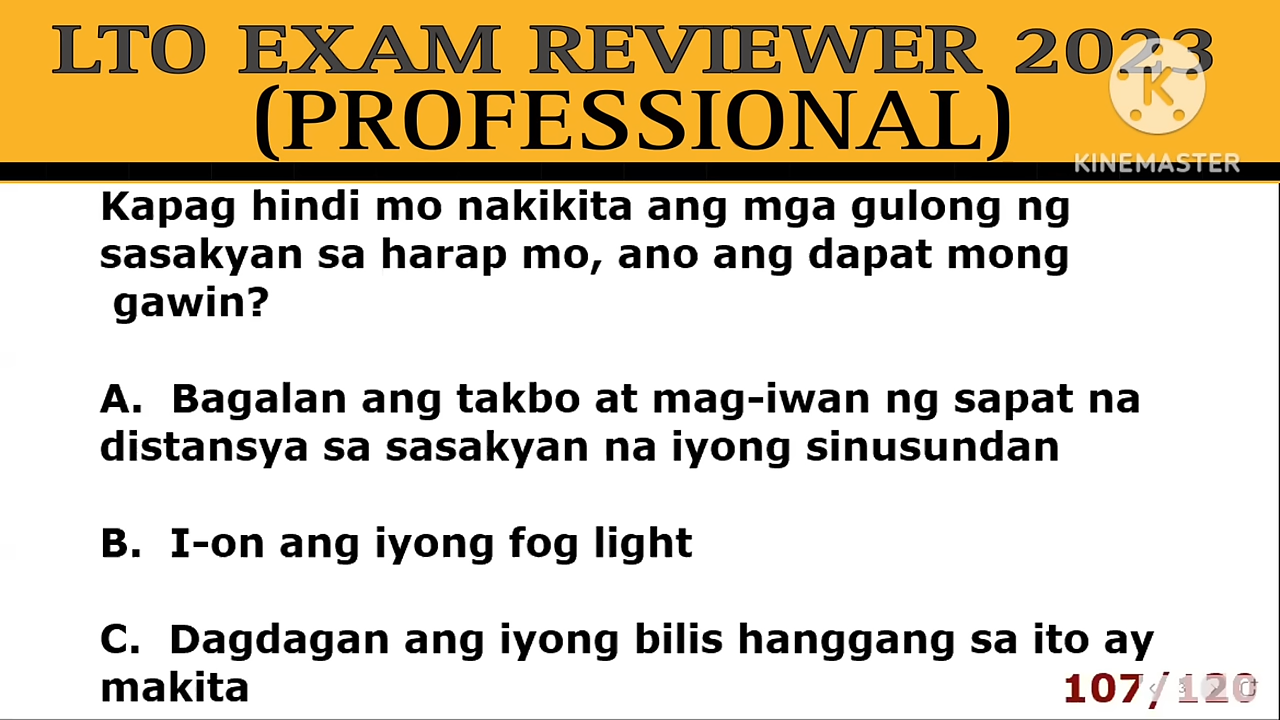 LTO EXAM REVIEWER 2023
(PROFESSIONAL)
KINEMASTER
Kapag hindi mo nakikita ang mga gulong ng
sasakyan sa harap mo, ano ang dapat mong
gawin?
A. Bagalan ang takbo at mag-iwan ng sapat na
distansya sa sasakyan na iyong sinusundan
B. I-on ang iyong fog light
C. Dagdagan ang iyong bilis hanggang sa ito ay
makita
107/120